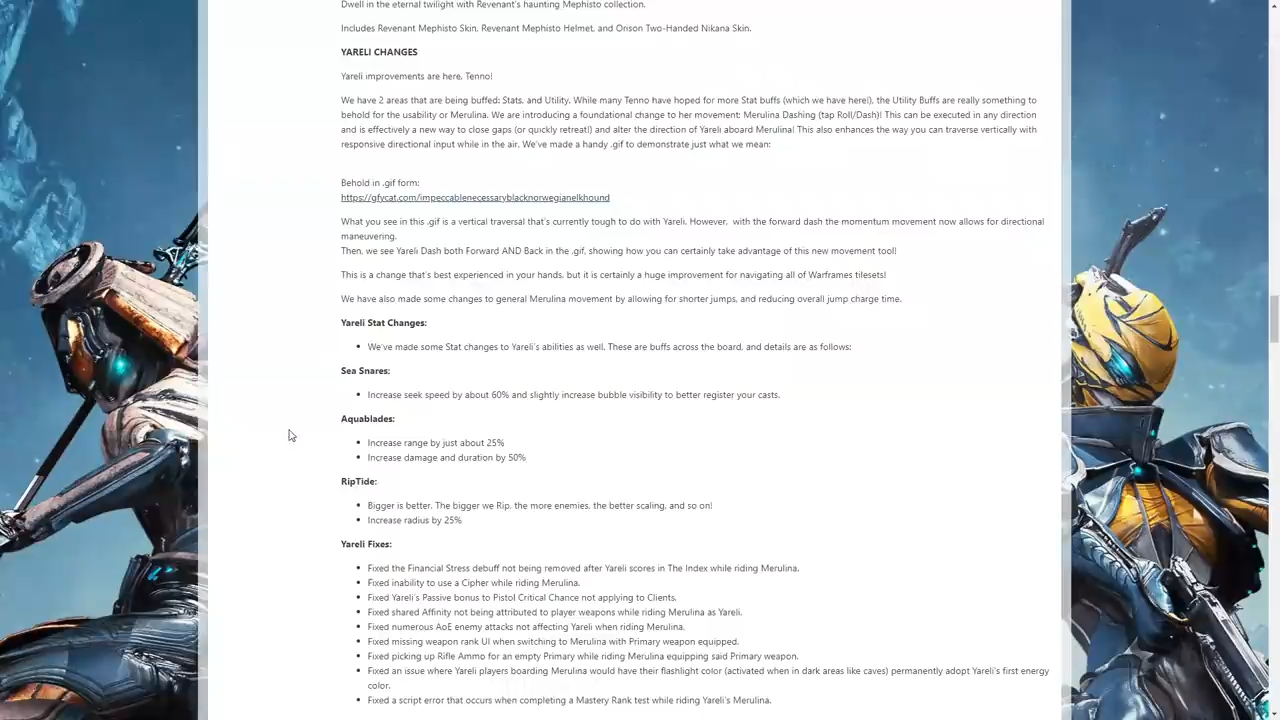 Dwell in the eternal twilight with Revenant's haunting Mephisto collection.
Includes Revenant Mephisto Skin, Revenant Mephisto Helmet, and Orison Two-Handed Nikana Skin.
YARELI CHANGES
Yareli improvements are here, Tenno!
We have 2 areas that are being buffed: Stats, and Utility. While many Tenno have hoped for more Stat buffs (which we have here!), the Utility Buffs are really something to
behold for the usability or Merulina. We are introducing a foundational change to her movement: Merulina Dashing (tap Roll/Dash)! This can be executed in any direction
and is effectively a new way to close gaps (or quickly retreat!) and alter the direction of Yareli aboard Merulina! This also enhances the way you can traverse vertically with
responsive directional input while in the air. We've made a handy .gif to demonstrate just what we mean:
Behold in .gif form:
https://gfycat.com/impeccablenecessaryblacknorwegianelkhound
What you see in this .gif is a vertical traversal that's currently tough to do with Yareli. However,  with the forward dash the momentum movement now allows for directional
maneuvering.
Then, we see Yareli Dash both Forward AND Back in the .gif, showing how you can certainly take advantage of this new movement tool!
This is a change that's best experienced in your hands, but it is certainly a huge improvement for navigating all of Warframes tilesets!
We have also made some changes to general Merulina movement by allowing for shorter jumps, and reducing overall jump charge time.
Yareli Stat Changes:
• We've made some Stat changes to Yareli's abilities as well. These are buffs across the board, and details are as follows:
Sea Snares:
• Increase seek speed by about 60% and slightly increase bubble visibility to better register your casts.
Aquablades:
• Increase range by just about 25%
• Increase damage and duration by 50%
RipTide:
• Bigger is better. The bigger we Rip, the more enemies, the better scaling, and so on!
• Increase radius by 25%
Yareli Fixes:
• Fixed the Financial Stress debuff not being removed after Yareli scores in The Index while riding Merulina.
• Fixed inability to use a Cipher while riding Merulina.
• Fixed Yareli's Passive bonus to Pistol Critical Chance not applying to Clients.
• Fixed shared Affinity not being attributed to player weapons while riding Merulina as Yareli.
• Fixed numerous AoE enemy attacks not affecting Yareli when riding Merulina.
• Fixed missing weapon rank UI when switching to Merulina with Primary weapon equipped.
• Fixed picking up Rifle Ammo for an empty Primary while riding Merulina equipping said Primary weapon.
• Fixed an issue where Yareli players boarding Merulina would have their flashlight color (activated when in dark areas like caves) permanently adopt Yareli's first energy
color.
• Fixed a script error that occurs when completing a Mastery Rank test while riding Yareli's Merulina.